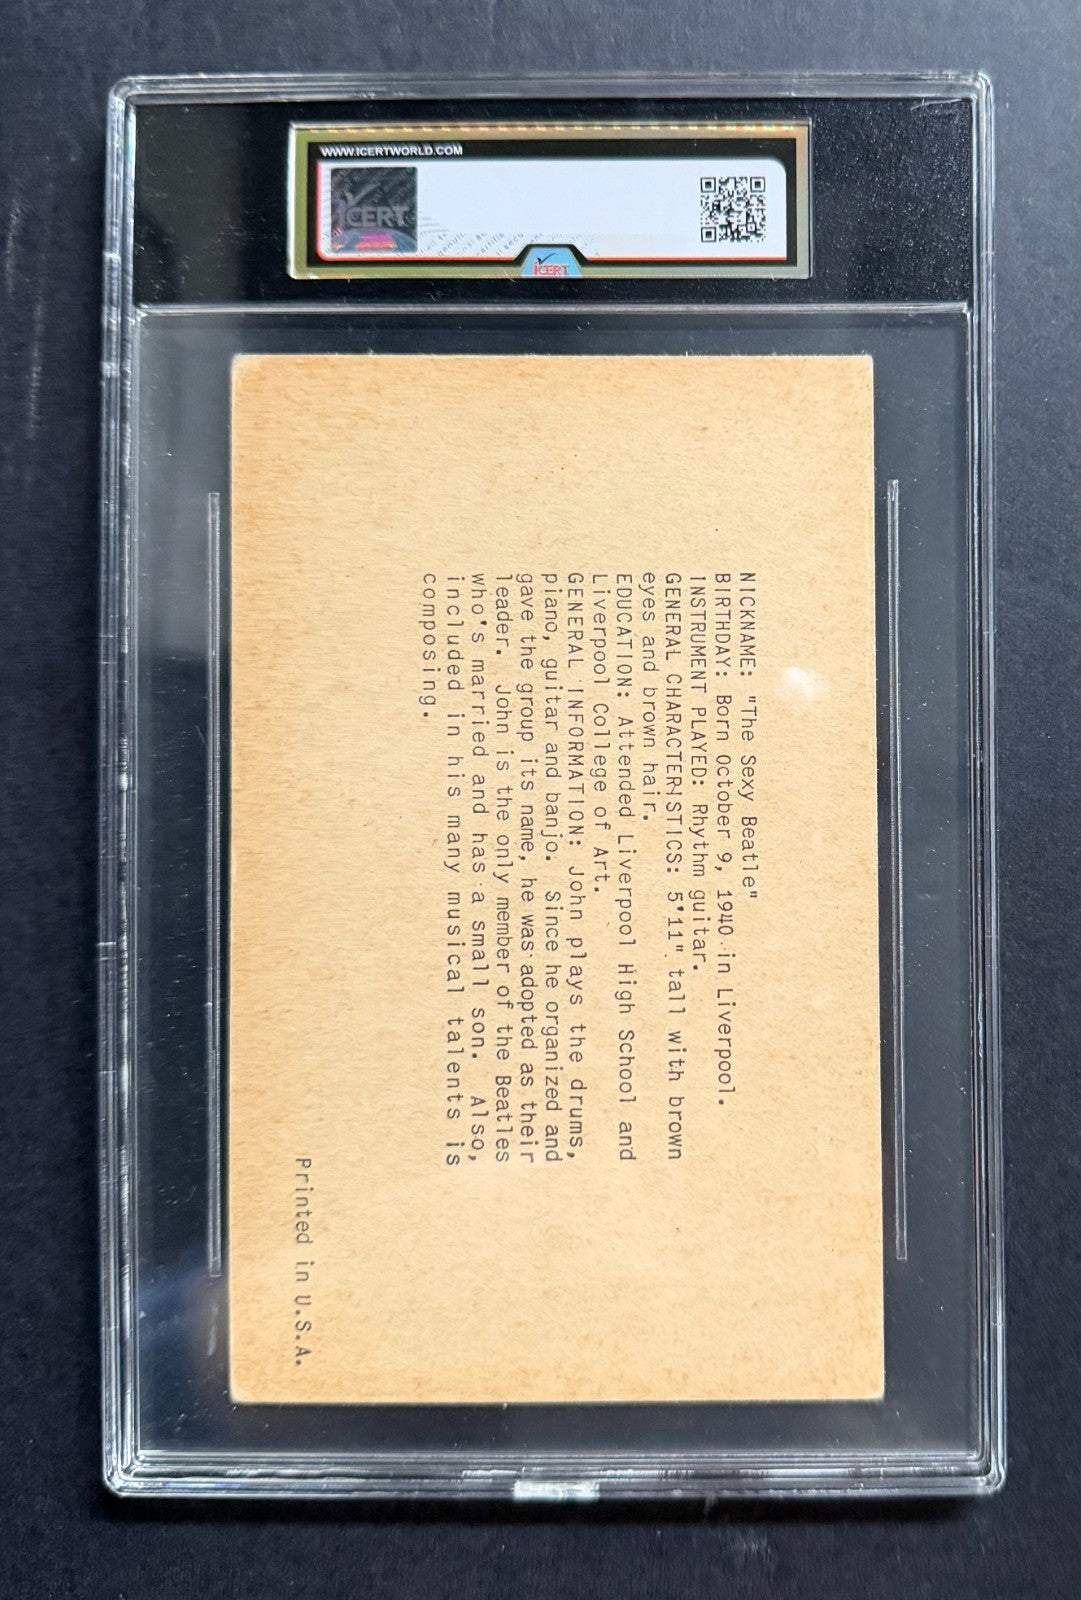 WWW.ICERTWORLD.COM
iCERT
iCERT
NICKNAME: "The Sexy Beatle"
BIRTHDAY: Born October 9, 1940 in Liverpool.
INSTRUMENT PLAYED: Rhythm guitar.
GENERAL CHARACTERISTICS: 5'11" tall with brown
eyes and brown hair.
EDUCATION: Attended Liverpool High School and
Liverpool College of Art.
GENERAL INFORMATION: John plays the drums,
piano, guitar and banjo. Since he organized and
gave the group its name, he was adopted as their
leader. John is the only member of the Beatles
who's married and has a small son. Also,
included in his many musical talents is
composing.
Printed in U.S.A.